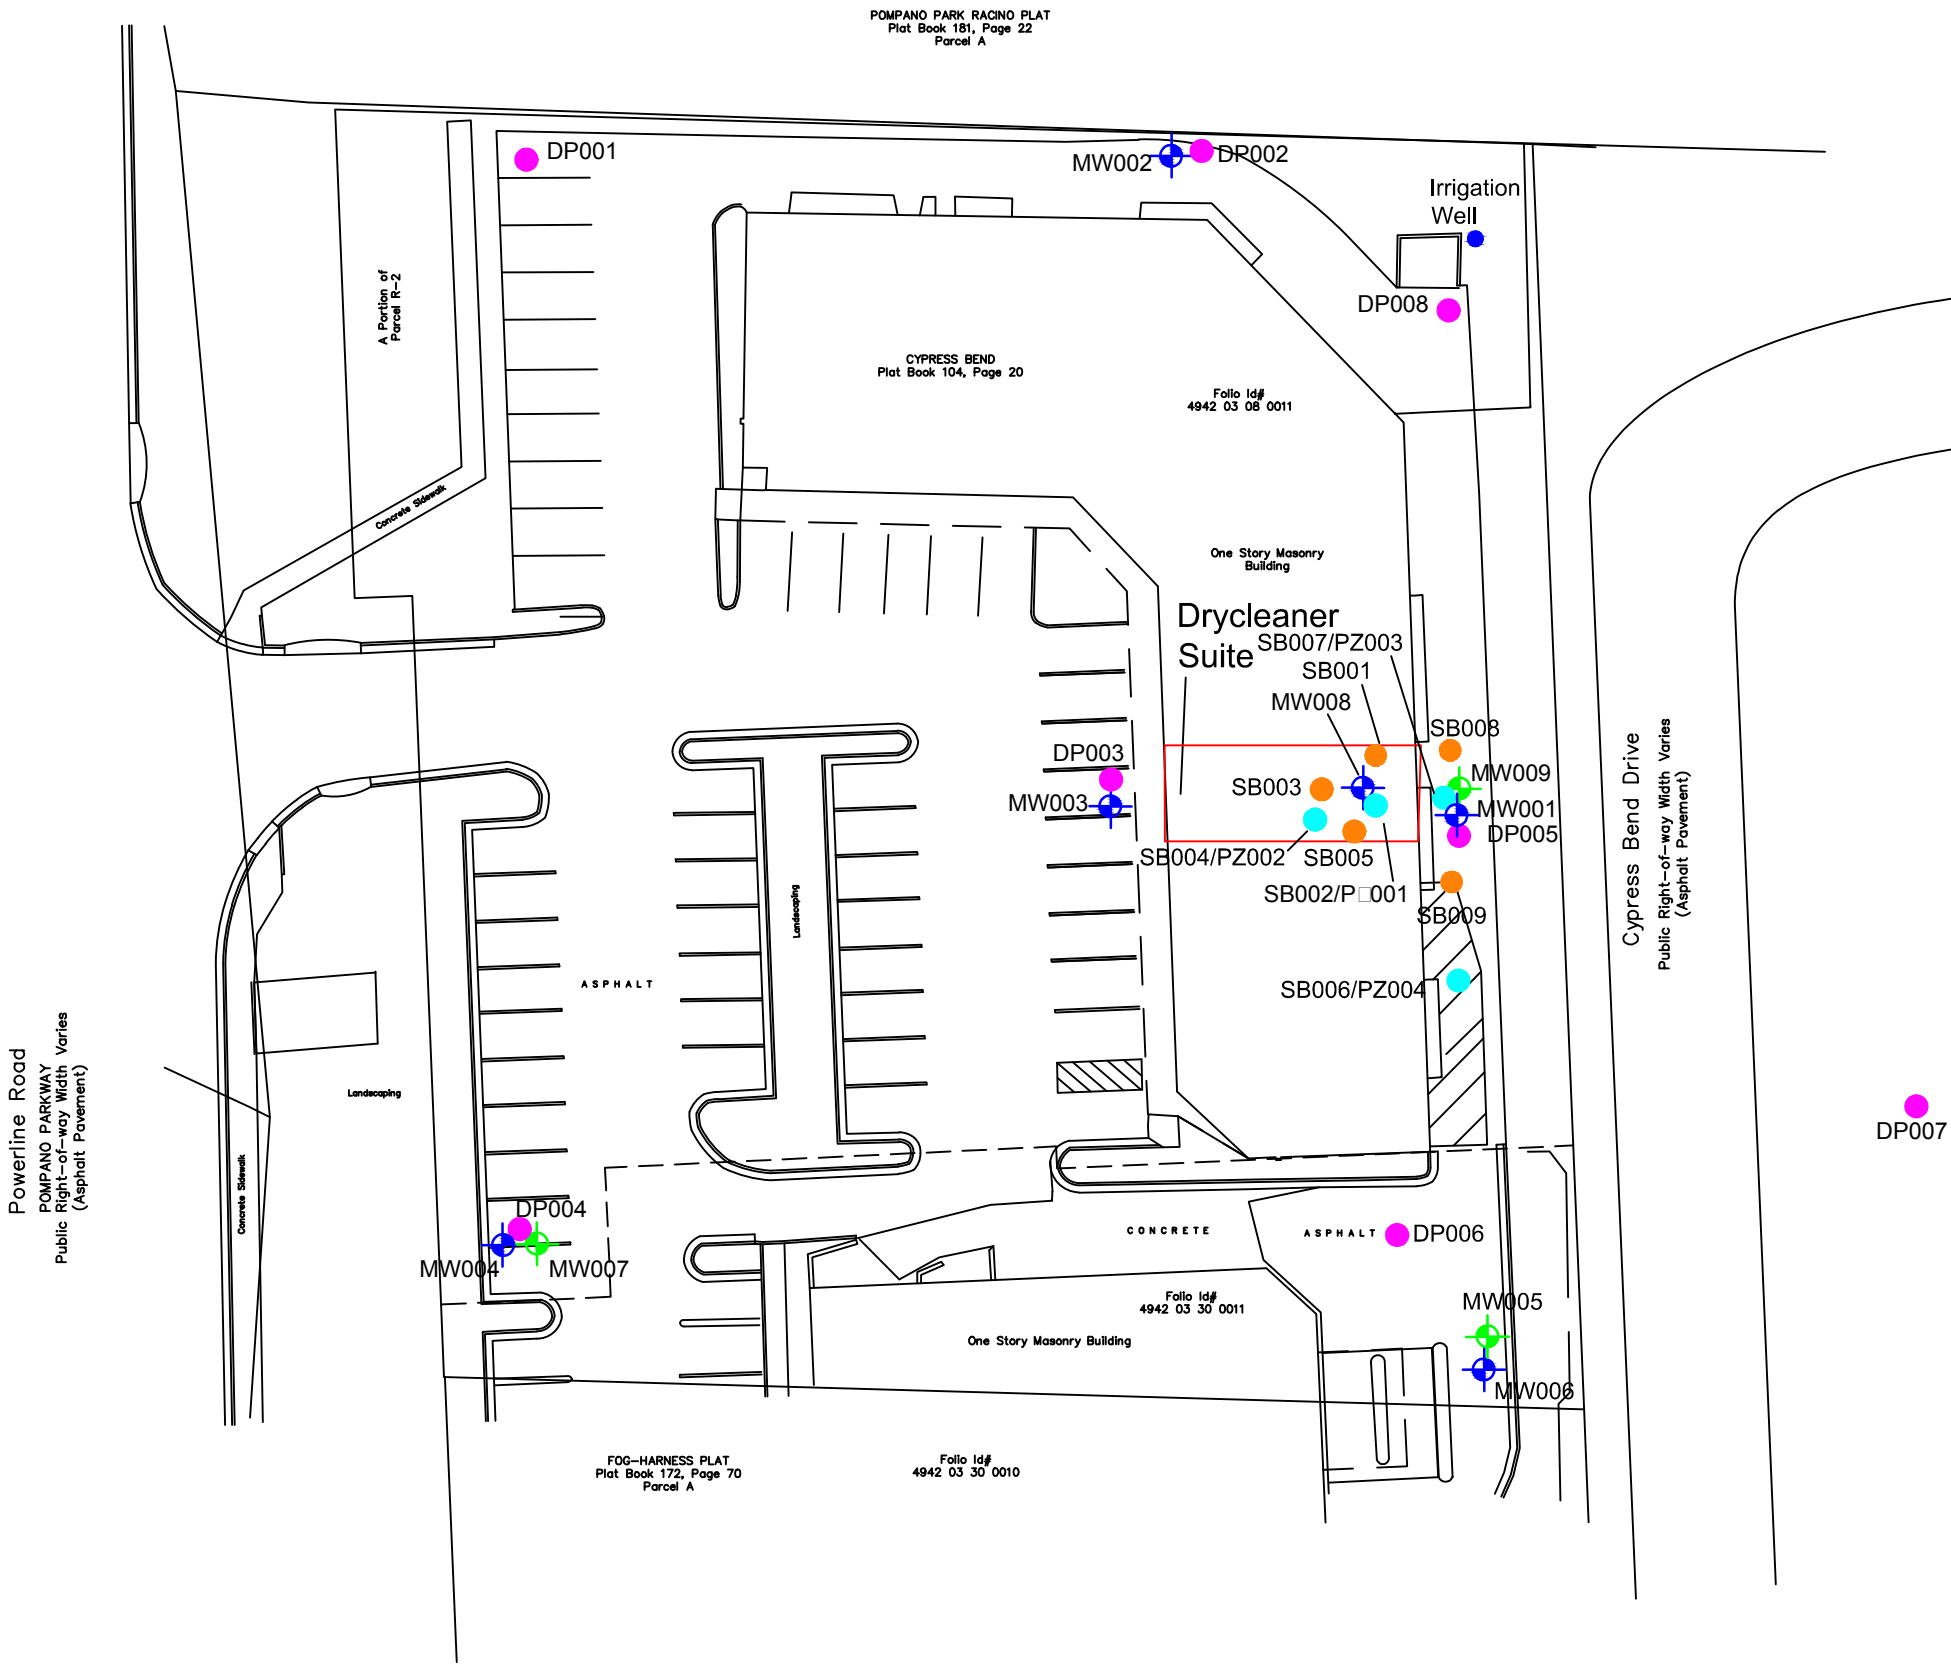 POMPANO PARK RACINO PLAT
Plat Book 181, Page 22
Parcel A
DP001
MW002
DP002
Irrigation
Well
DP008
A Portion of
Parcel R-2
CYPRESS BEND
Plat Book 104, Page 20
Folio Id#
4942 03 08 0011
Concrete Sidewalk
One Story Masonry
Building
Drycleaner
Suite
SB007/PZ003
SB001
MW008
SB008
DP003
MW003
SB003
MW009
MW001
DP005
SB004/PZ002
SB005
SB002/P□001
SB009
SB006/PZ004
Cypress Bend Drive
Public Right-of-way Width Varies
(Asphalt Pavement)
Landscaping
ASPHALT
Landscaping
Powerline Road
POMPANO PARKWAY
Public Right-of-way Width Varies
(Asphalt Pavement)
Concrete Sidewalk
DP007
DP004
MW004
MW007
CONCRETE
ASPHALT
DP006
MW005
MW006
Folio Id#
4942 03 30 0011
One Story Masonry Building
FOG-HARNESS PLAT
Plat Book 172, Page 70
Parcel A
Folio Id#
4942 03 30 0010